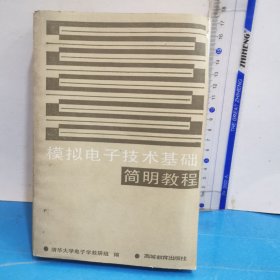 模拟电子技术基础
简明教程
清华大学电子学教研组 编
高等教育出版社